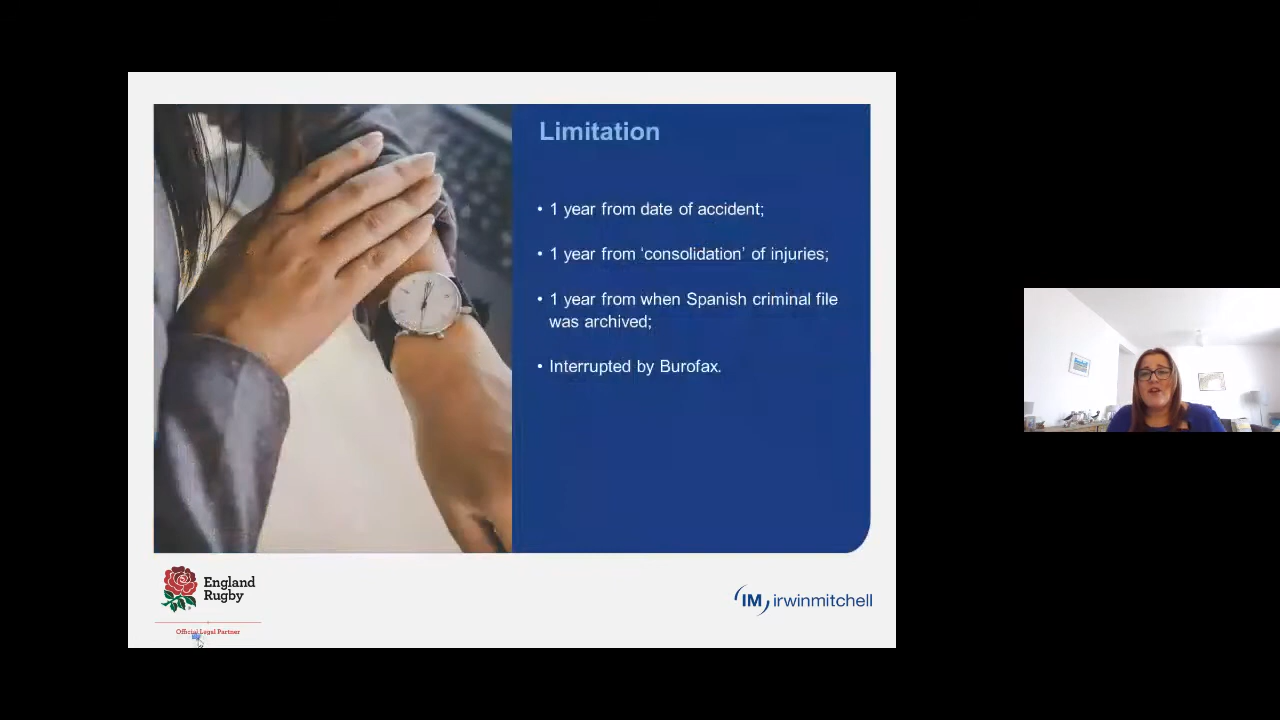 Limitation
• 1 year from date of accident;
• 1 year from ‘consolidation’ of injuries;
• 1 year from when Spanish criminal file
was archived;
• Interrupted by Burofax.
England
Rugby
Official Legal Partner
IM irwinmitchell